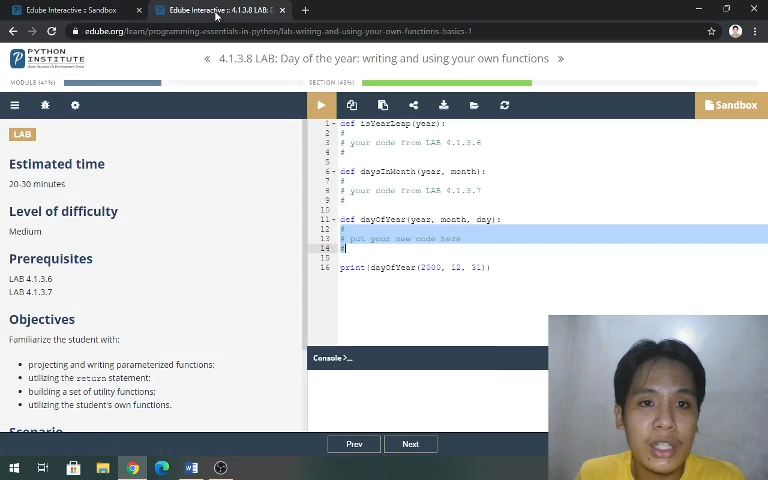 Edube Interactive :: Sandbox
Edube Interactive :: 4.1.3.8 LAB: D
edube.org/learn/programming-essentials-in-python/lab-writing-and-using-your-own-functions-basics-1
PYTHON
INSTITUTE
« 4.1.3.8 LAB: Day of the year: writing and using your own functions »
MODULE (41%)
SECTION (43%)
Sandbox
LAB
Estimated time
20-30 minutes
Level of difficulty
Medium
Prerequisites
LAB 4.1.3.6
LAB 4.1.3.7
Objectives
Familiarize the student with:
• projecting and writing parameterized functions;
• utilizing the return statement;
• building a set of utility functions;
• utilizing the student's own functions.
Scenario
1 def isYearLeap(year):
2 #
3 # your code from LAB 4.1.3.6
4 #
5
6 def daysInMonth(year, month):
7 #
8 # your code from LAB 4.1.3.7
9 #
10
11 def dayOfYear(year, month, day):
12 #
13 # put your new code here
14 #
15
16 print(dayOfYear(2000, 12, 31))
Console >_
Prev
Next